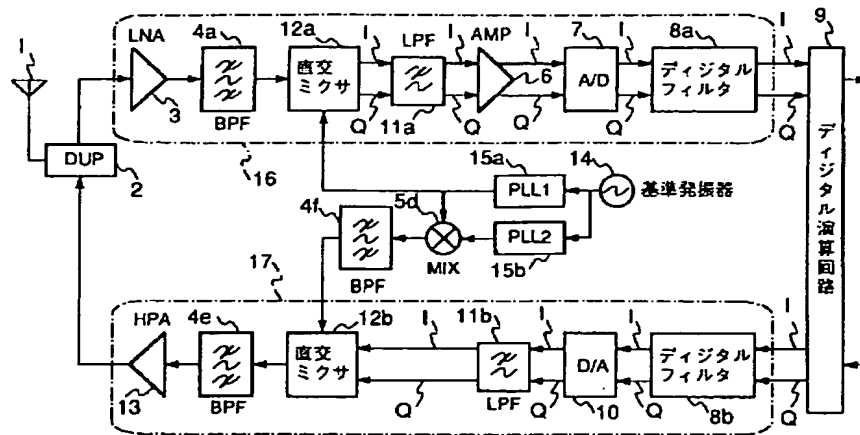 1
LNA
3
4a
BPF
12a
直交
ミクサ
I
Q
LPF
11a
I
Q
AMP
6
I
Q
7
A/D
I
Q
8a
ディジタル
フィルタ
I
Q
9
ディジタル演算回路
DUP
2
16
15a
PLL1
14
基準発振器
5d
MIX
PLL2
15b
4f
BPF
17
HPA
13
4e
BPF
12b
直交
ミクサ
I
Q
11b
LPF
I
Q
D/A
10
I
Q
ディジタル
フィルタ
8b
I
Q